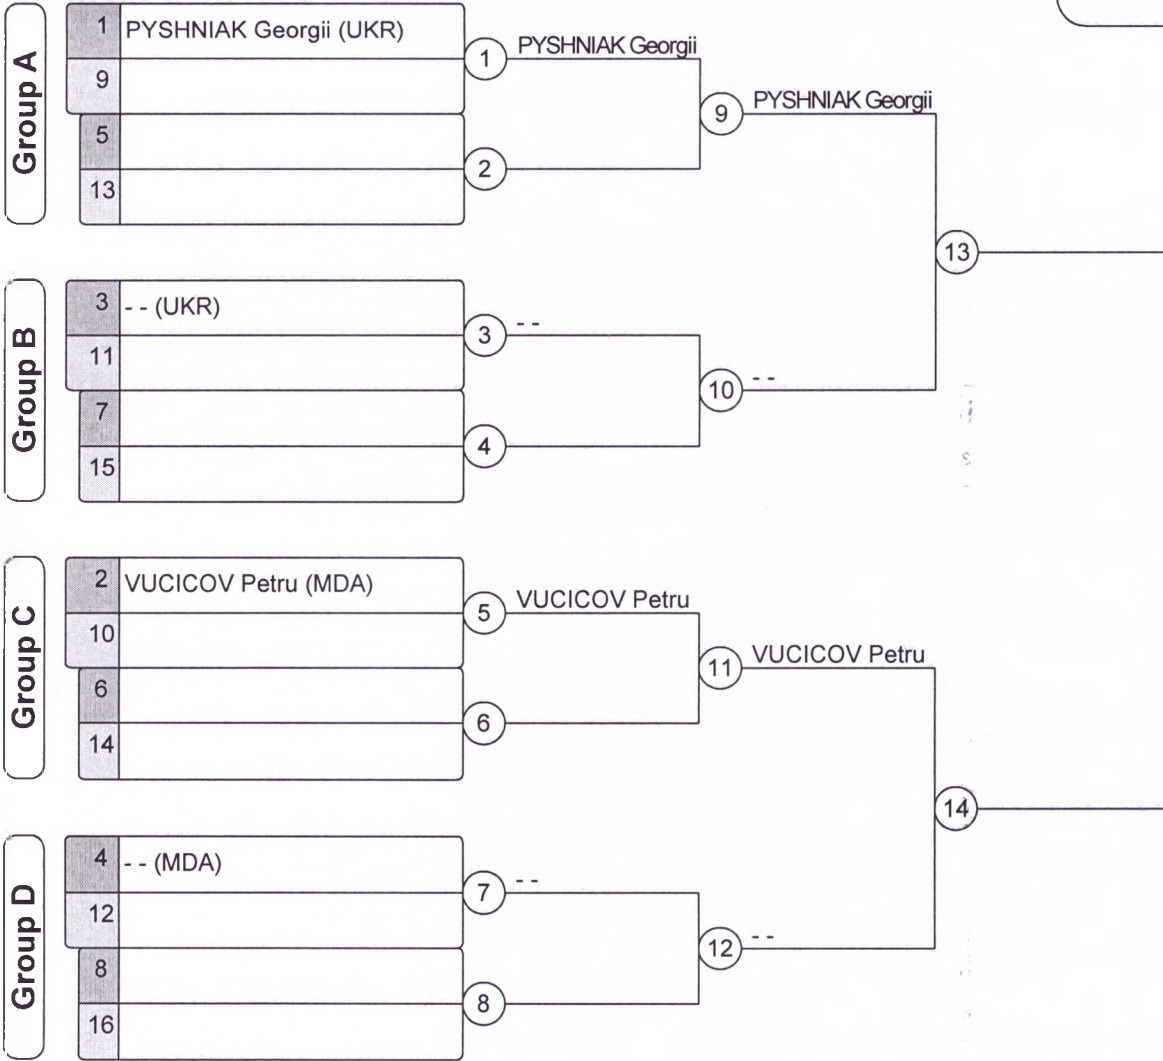 Group A
1 PYSHNIAK Georgii (UKR)
9
5
13
1 PYSHNIAK Georgii
2
9 PYSHNIAK Georgii
13
Group B
3 - - (UKR)
11
7
15
3 - -
4
10 - -
Group C
2 VUCICOV Petru (MDA)
10
6
14
5 VUCICOV Petru
6
11 VUCICOV Petru
14
Group D
4 - - (MDA)
12
8
16
7 - -
8
12 - -